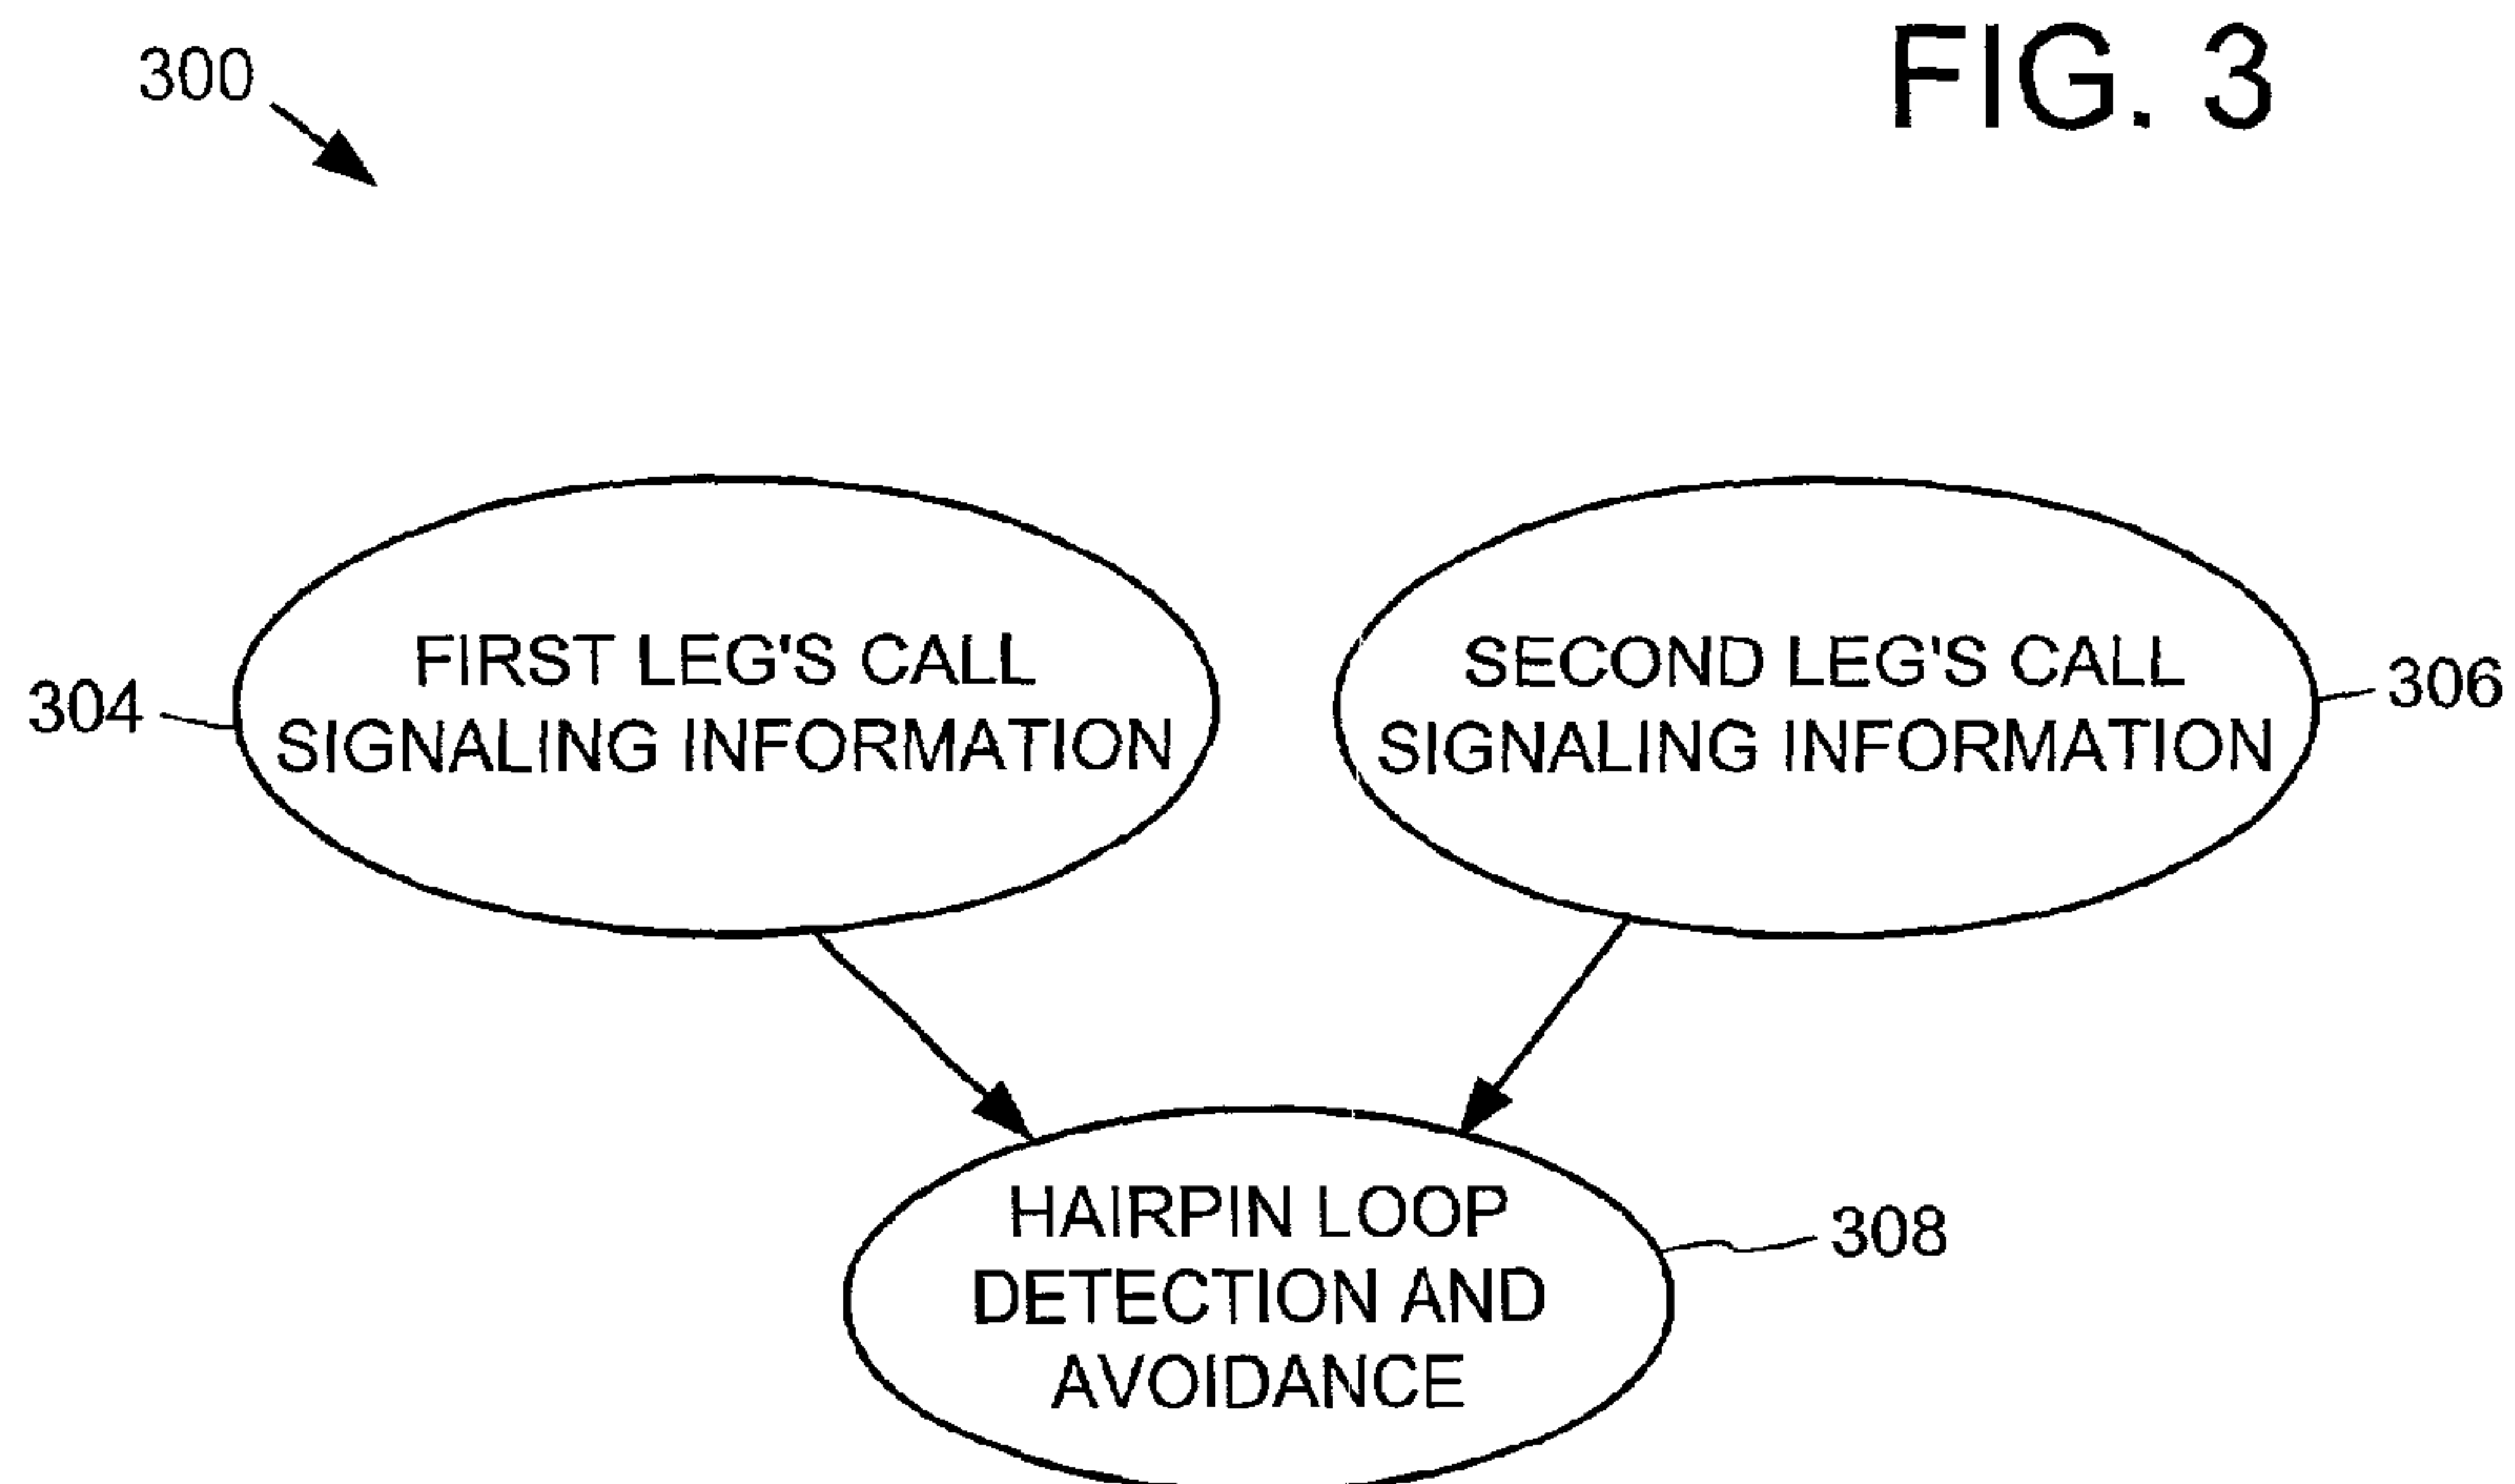 FIG. 3
300
FIRST LEG'S CALL
SIGNALING INFORMATION
304
SECOND LEG'S CALL
SIGNALING INFORMATION
306
HAIRPIN LOOP
DETECTION AND
AVOIDANCE
308